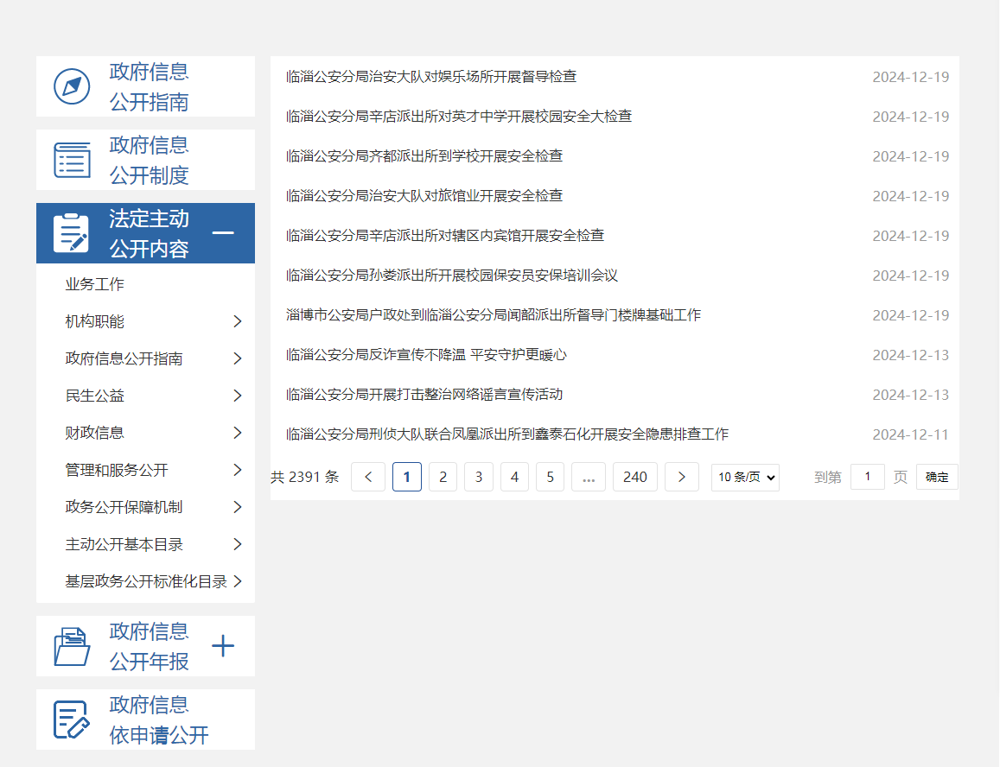 政府信息
公开指南
政府信息
公开制度
法定主动
公开内容
业务工作
机构职能
政府信息公开指南
民生公益
财政信息
管理和服务公开
政务公开保障机制
主动公开基本目录
基层政务公开标准化目录
政府信息
公开年报
政府信息
依申请公开
临淄公安分局治安大队对娱乐场所开展督导检查 2024-12-19
临淄公安分局辛店派出所对英才中学开展校园安全大检查 2024-12-19
临淄公安分局齐都派出所到学校开展安全检查 2024-12-19
临淄公安分局治安大队对旅馆业开展安全检查 2024-12-19
临淄公安分局辛店派出所对辖区内宾馆开展安全检查 2024-12-19
临淄公安分局孙娄派出所开展校园保安员安保培训会议 2024-12-19
淄博市公安局户政处到临淄公安分局闻韶派出所督导门楼牌基础工作 2024-12-19
临淄公安分局反诈宣传不降温 平安守护更暖心 2024-12-13
临淄公安分局开展打击整治网络谣言宣传活动 2024-12-13
临淄公安分局刑侦大队联合凤凰派出所到鑫泰石化开展安全隐患排查工作 2024-12-11
共 2391 条 < 1 2 3 4 5 ... 240 > 10 条/页 到第 1 页 确定